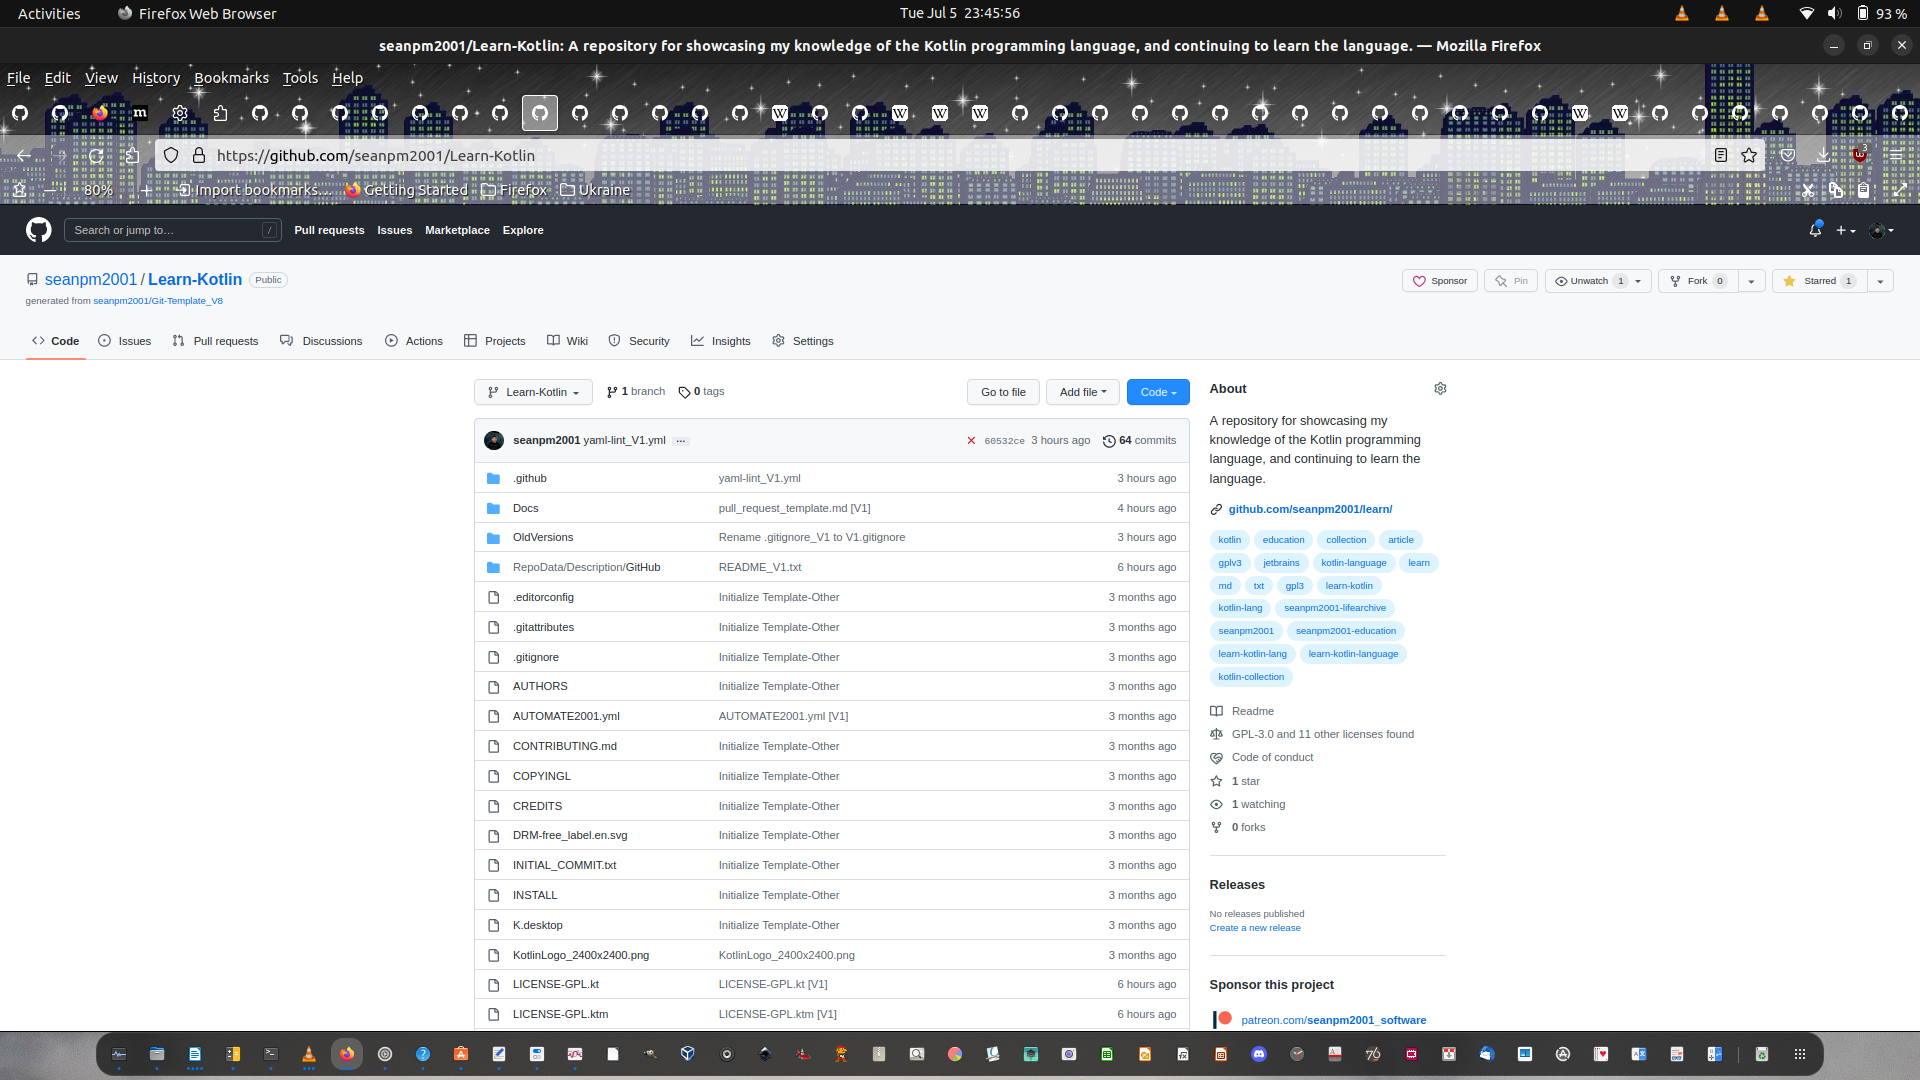 Activities Firefox Web Browser Tue Jul 5 23:45:56 93 %
seanpm2001/Learn-Kotlin: A repository for showcasing my knowledge of the Kotlin programming language, and continuing to learn the language. — Mozilla Firefox
File Edit View History Bookmarks Tools Help
https://github.com/seanpm2001/Learn-Kotlin 3
80% Import bookmarks... Getting Started Firefox Ukraine
Search or jump to… / Pull requests Issues Marketplace Explore
seanpm2001 / Learn-Kotlin Public Sponsor Pin Unwatch 1 Fork 0 Starred 1
generated from seanpm2001/Git-Template_V8
Code Issues Pull requests Discussions Actions Projects Wiki Security Insights Settings
Learn-Kotlin 1 branch 0 tags Go to file Add file Code
seanpm2001 yaml-lint_V1.yml ... 60532ce 3 hours ago 64 commits
.github yaml-lint_V1.yml 3 hours ago
Docs pull_request_template.md [V1] 4 hours ago
OldVersions Rename .gitignore_V1 to V1.gitignore 3 hours ago
RepoData/Description/GitHub README_V1.txt 6 hours ago
.editorconfig Initialize Template-Other 3 months ago
.gitattributes Initialize Template-Other 3 months ago
.gitignore Initialize Template-Other 3 months ago
AUTHORS Initialize Template-Other 3 months ago
AUTOMATE2001.yml AUTOMATE2001.yml [V1] 3 months ago
CONTRIBUTING.md Initialize Template-Other 3 months ago
COPYINGL Initialize Template-Other 3 months ago
CREDITS Initialize Template-Other 3 months ago
DRM-free_label.en.svg Initialize Template-Other 3 months ago
INITIAL_COMMIT.txt Initialize Template-Other 3 months ago
INSTALL Initialize Template-Other 3 months ago
K.desktop Initialize Template-Other 3 months ago
KotlinLogo_2400x2400.png KotlinLogo_2400x2400.png 3 months ago
LICENSE-GPL.kt LICENSE-GPL.kt [V1] 6 hours ago
LICENSE-GPL.ktm LICENSE-GPL.ktm [V1] 6 hours ago
About
A repository for showcasing my
knowledge of the Kotlin programming
language, and continuing to learn the
language.
github.com/seanpm2001/learn/
kotlin education collection article
gplv3 jetbrains kotlin-language learn
md txt gpl3 learn-kotlin
kotlin-lang seanpm2001-lifearchive
seanpm2001 seanpm2001-education
learn-kotlin-lang learn-kotlin-language
kotlin-collection
Readme
GPL-3.0 and 11 other licenses found
Code of conduct
1 star
1 watching
0 forks
Releases
No releases published
Create a new release
Sponsor this project
patreon.com/seanpm2001_software